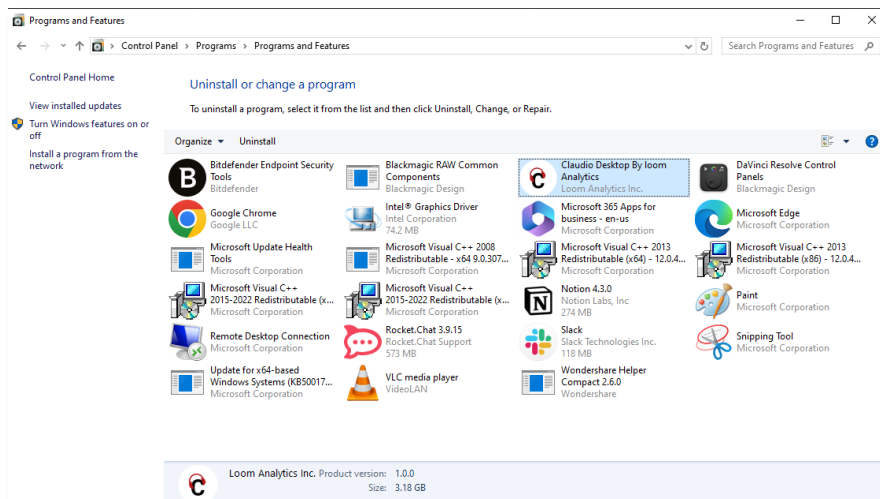 Programs and Features
Control Panel > Programs > Programs and Features
Search Programs and Features
Control Panel Home
View installed updates
Turn Windows features on or
off
Install a program from the
network
Uninstall or change a program
To uninstall a program, select it from the list and then click Uninstall, Change, or Repair.
Organize
Uninstall
Bitdefender Endpoint Security
Tools
Bitdefender
Blackmagic RAW Common
Components
Blackmagic Design
Claudio Desktop By loom
Analytics
Loom Analytics Inc.
DaVinci Resolve Control
Panels
Blackmagic Design
Google Chrome
Google LLC
Intel® Graphics Driver
Intel Corporation
74.2 MB
Microsoft 365 Apps for
business - en-us
Microsoft Corporation
Microsoft Edge
Microsoft Corporation
Microsoft Update Health
Tools
Microsoft Corporation
Microsoft Visual C++ 2008
Redistributable - x64 9.0.307...
Microsoft Corporation
Microsoft Visual C++ 2013
Redistributable (x64) - 12.0.4...
Microsoft Corporation
Microsoft Visual C++ 2013
Redistributable (x86) - 12.0.4...
Microsoft Corporation
Microsoft Visual C++
2015-2022 Redistributable (x...
Microsoft Corporation
Microsoft Visual C++
2015-2022 Redistributable (x...
Microsoft Corporation
Notion 4.3.0
Notion Labs, Inc
274 MB
Paint
Microsoft Corporation
Remote Desktop Connection
Microsoft Corporation
Rocket.Chat 3.9.15
Rocket.Chat Support
573 MB
Slack
Slack Technologies Inc.
118 MB
Snipping Tool
Microsoft Corporation
Update for x64-based
Windows Systems (KB50017...
Microsoft Corporation
VLC media player
VideoLAN
Wondershare Helper
Compact 2.6.0
Wondershare
Loom Analytics Inc. Product version: 1.0.0
Size: 3.18 GB